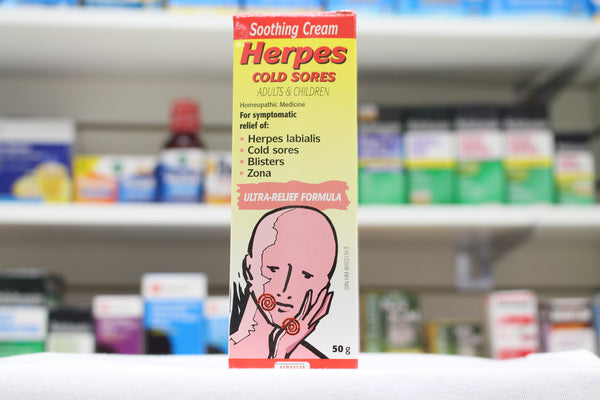 Soothing Cream
Herpes
COLD SORES
ADULTS & CHILDREN
Homeopathic Medicine
For symptomatic
relief of:
• Herpes labialis
• Cold sores
• Blisters
• Zona
ULTRA-RELIEF FORMULA
50 g